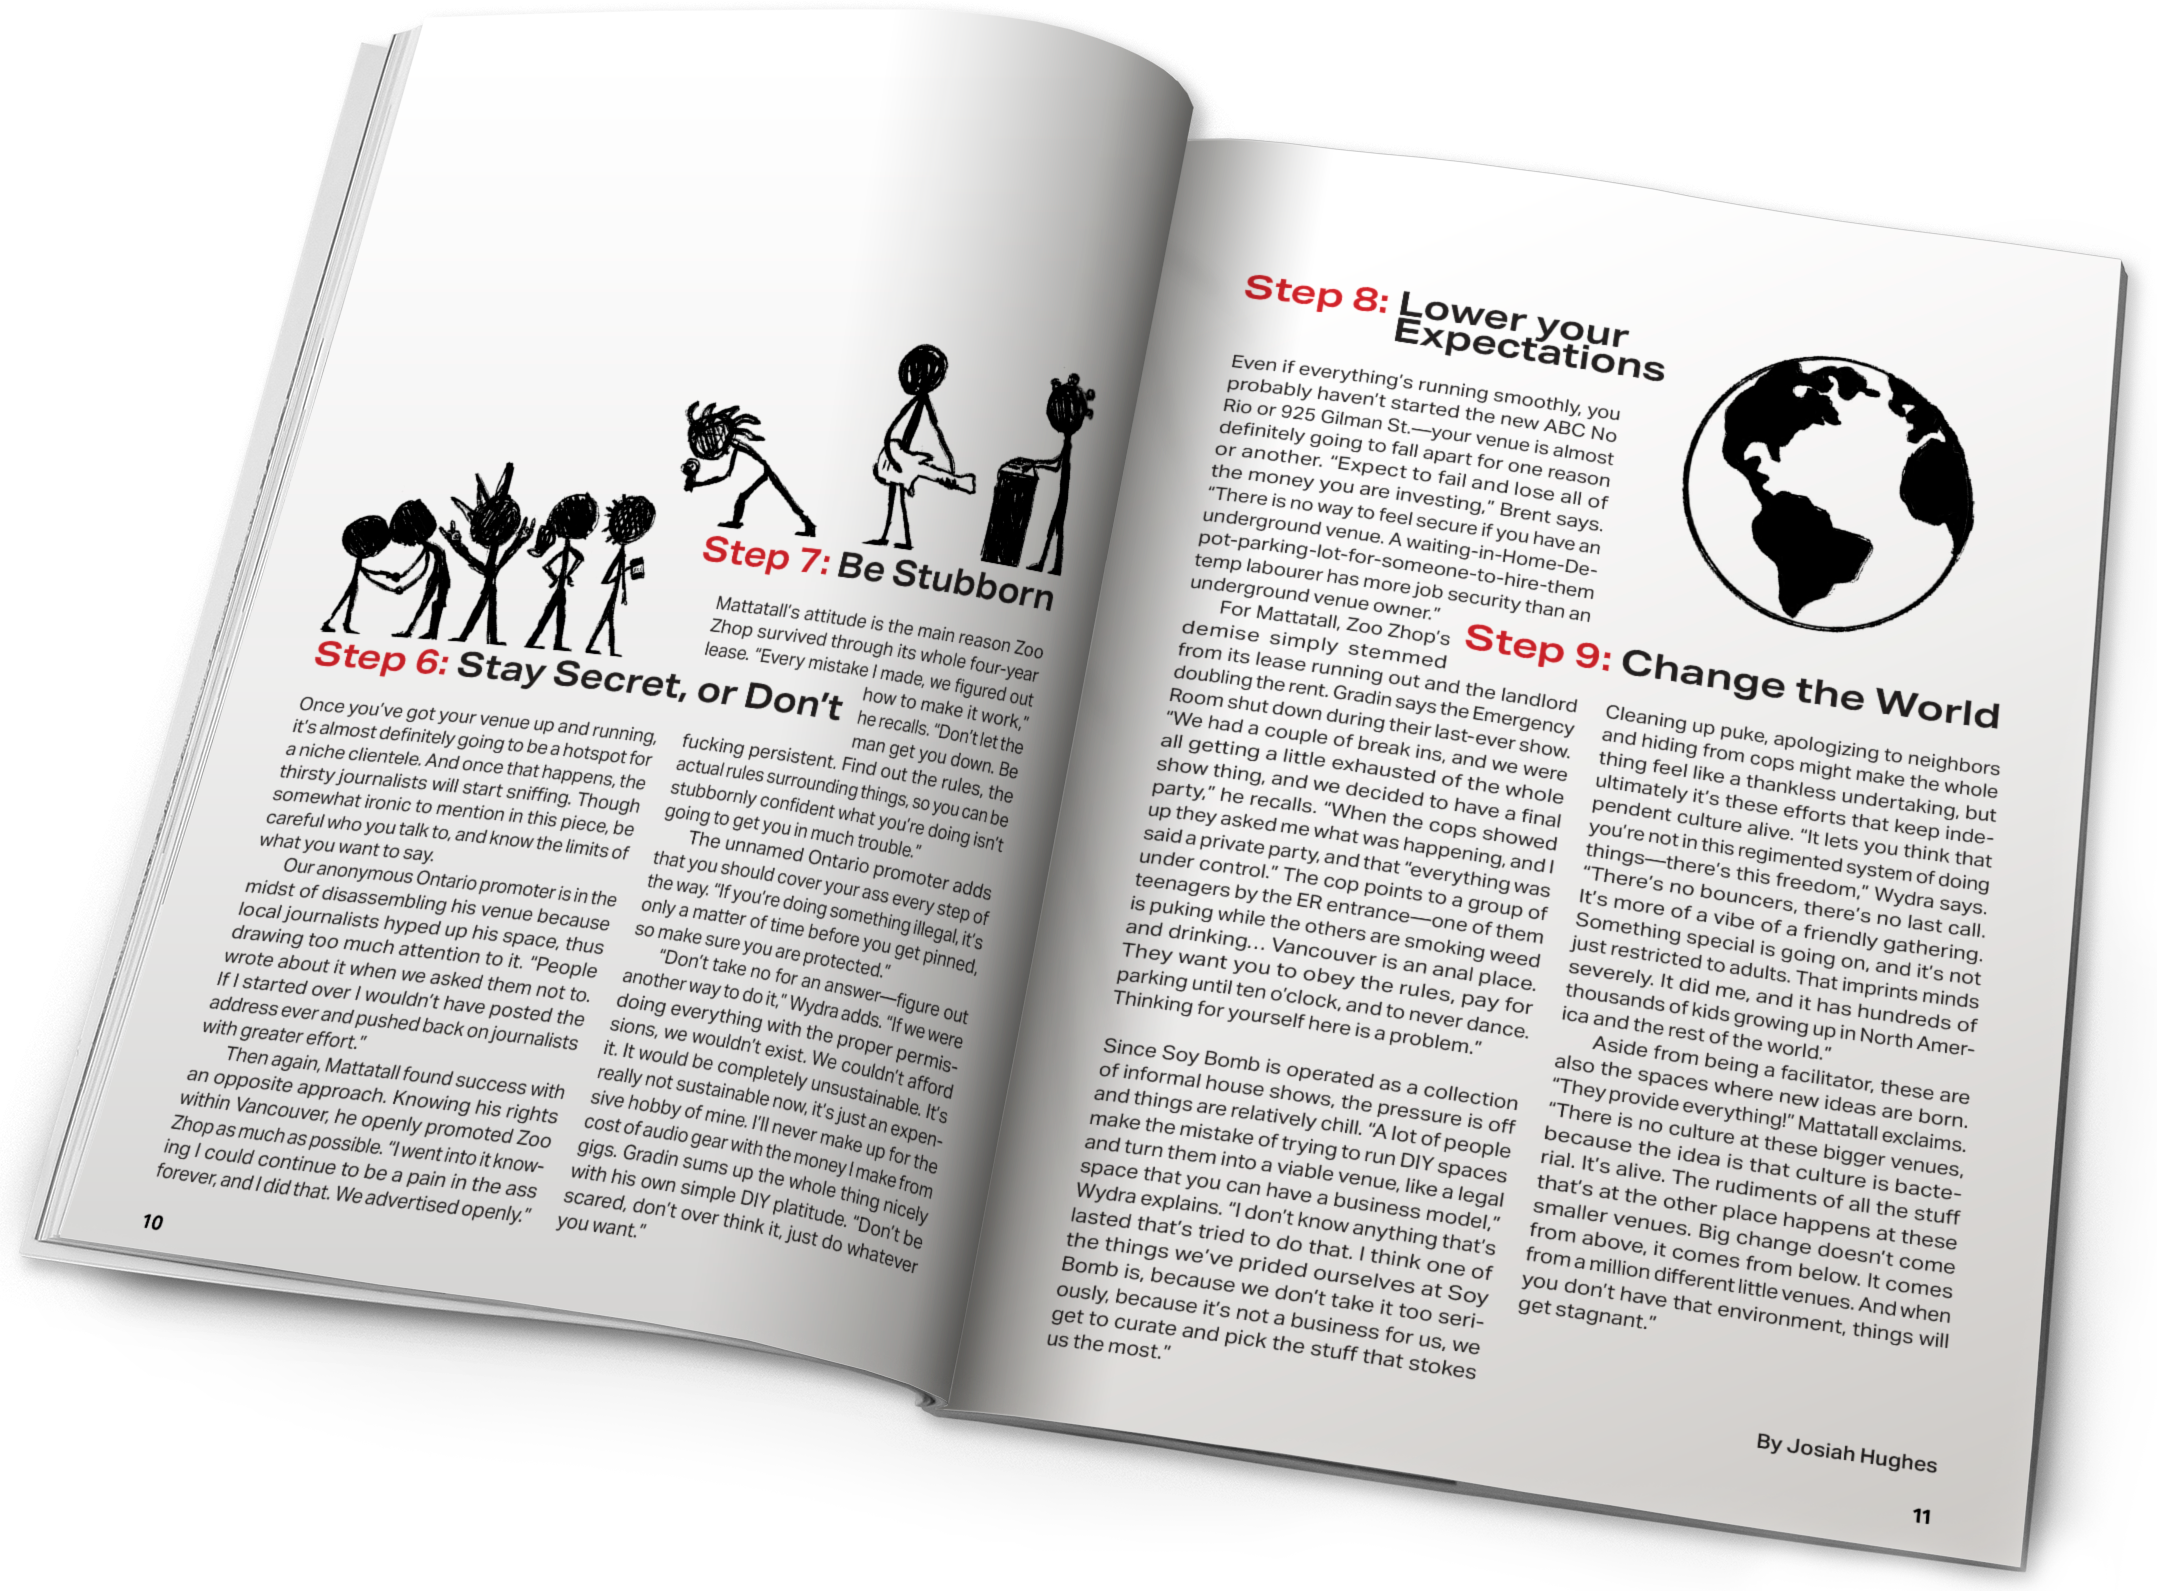 Step 6: Stay Secret, or Don't
Once you've got your venue up and running,
it's almost definitely going to be a hotspot for
a niche clientele. And once that happens, the
thirsty journalists will start sniffing. Though
somewhat ironic to mention in this piece, be
careful who you talk to, and know the limits of
what you want to say.
Our anonymous Ontario promoter is in the
midst of disassembling his venue because
local journalists hyped up his space, thus
drawing too much attention to it. "People
wrote about it when we asked them not to.
If I started over I wouldn't have posted the
address ever and pushed back on journalists
with greater effort."
Then again, Mattatall found success with
an opposite approach. Knowing his rights
within Vancouver, he openly promoted Zoo
Zhop as much as possible. "I went into it know-
ing I could continue to be a pain in the ass
forever, and I did that. We advertised openly."
10
Step 7: Be Stubborn
Mattatall's attitude is the main reason Zoo
Zhop survived through its whole four-year
lease. "Every mistake I made, we figured out
how to make it work,"
he recalls. "Don't let the
man get you down. Be
fucking persistent. Find out the rules, the
actual rules surrounding things, so you can be
stubbornly confident what you're doing isn't
going to get you in much trouble."
The unnamed Ontario promoter adds
that you should cover your ass every step of
the way. "If you're doing something illegal, it's
only a matter of time before you get pinned,
so make sure you are protected."
"Don't take no for an answer—figure out
another way to do it," Wydra adds. "If we were
doing everything with the proper permis-
sions, we wouldn't exist. We couldn't afford
it. It would be completely unsustainable. It's
really not sustainable now, it's just an expen-
sive hobby of mine. I'll never make up for the
cost of audio gear with the money I make from
gigs. Gradin sums up the whole thing nicely
with his own simple DIY platitude. "Don't be
scared, don't over think it, just do whatever
you want."
Step 8: Lower your
Expectations
Even if everything's running smoothly, you
probably haven't started the new ABC No
Rio or 925 Gilman St.—your venue is almost
definitely going to fall apart for one reason
or another. "Expect to fail and lose all of
the money you are investing," Brent says.
"There is no way to feel secure if you have an
underground venue. A waiting-in-Home-De-
pot-parking-lot-for-someone-to-hire-them
temp labourer has more job security than an
underground venue owner."
For Mattatall, Zoo Zhop's
demise simply stemmed
from its lease running out and the landlord
doubling the rent. Gradin says the Emergency
Room shut down during their last-ever show.
"We had a couple of break ins, and we were
all getting a little exhausted of the whole
show thing, and we decided to have a final
party," he recalls. "When the cops showed
up they asked me what was happening, and I
said a private party, and that "everything was
under control." The cop points to a group of
teenagers by the ER entrance—one of them
is puking while the others are smoking weed
and drinking... Vancouver is an anal place.
They want you to obey the rules, pay for
parking until ten o'clock, and to never dance.
Thinking for yourself here is a problem."
Since Soy Bomb is operated as a collection
of informal house shows, the pressure is off
and things are relatively chill. "A lot of people
make the mistake of trying to run DIY spaces
and turn them into a viable venue, like a legal
space that you can have a business model,"
Wydra explains. "I don't know anything that's
lasted that's tried to do that. I think one of
the things we've prided ourselves at Soy
Bomb is, because we don't take it too seri-
ously, because it's not a business for us, we
get to curate and pick the stuff that stokes
us the most."
Step 9: Change the World
Cleaning up puke, apologizing to neighbors
and hiding from cops might make the whole
thing feel like a thankless undertaking, but
ultimately it's these efforts that keep inde-
pendent culture alive. "It lets you think that
you're not in this regimented system of doing
things—there's this freedom," Wydra says.
"There's no bouncers, there's no last call.
It's more of a vibe of a friendly gathering.
Something special is going on, and it's not
just restricted to adults. That imprints minds
severely. It did me, and it has hundreds of
thousands of kids growing up in North Amer-
ica and the rest of the world."
Aside from being a facilitator, these are
also the spaces where new ideas are born.
"They provide everything!" Mattatall exclaims.
"There is no culture at these bigger venues,
because the idea is that culture is bacte-
rial. It's alive. The rudiments of all the stuff
that's at the other place happens at these
smaller venues. Big change doesn't come
from above, it comes from below. It comes
from a million different little venues. And when
you don't have that environment, things will
get stagnant."
By Josiah Hughes
11